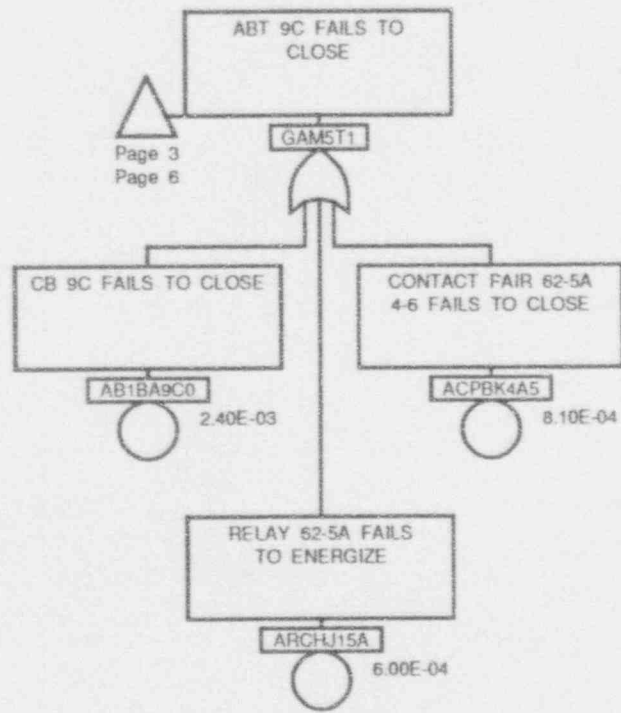 ABT 9C FAILS TO
CLOSE
Page 3
Page 6
GAM5T1
CB 9C FAILS TO CLOSE
CONTACT FAIR 62-5A
4-6 FAILS TO CLOSE
AB1BA9C0
2.40E-03
ACPBK4A5
8.10E-04
RELAY 62-5A FAILS
TO ENERGIZE
ARCHJ15A
6.00E-04